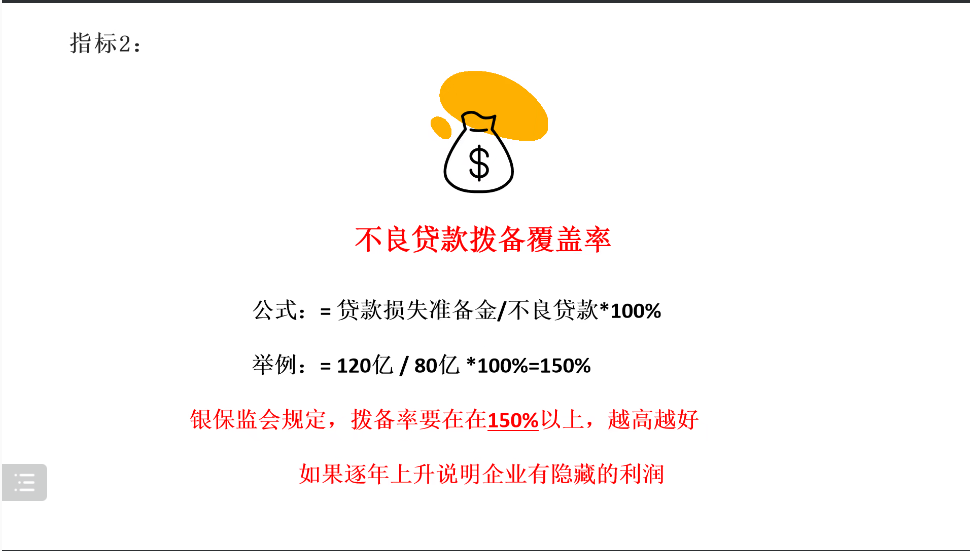 指标2：
$
不良贷款拨备覆盖率
公式：= 贷款损失准备金/不良贷款*100%
举例：= 120亿 / 80亿 *100%=150%
银保监会规定，拨备率要在在150%以上，越高越好
如果逐年上升说明企业有隐藏的利润